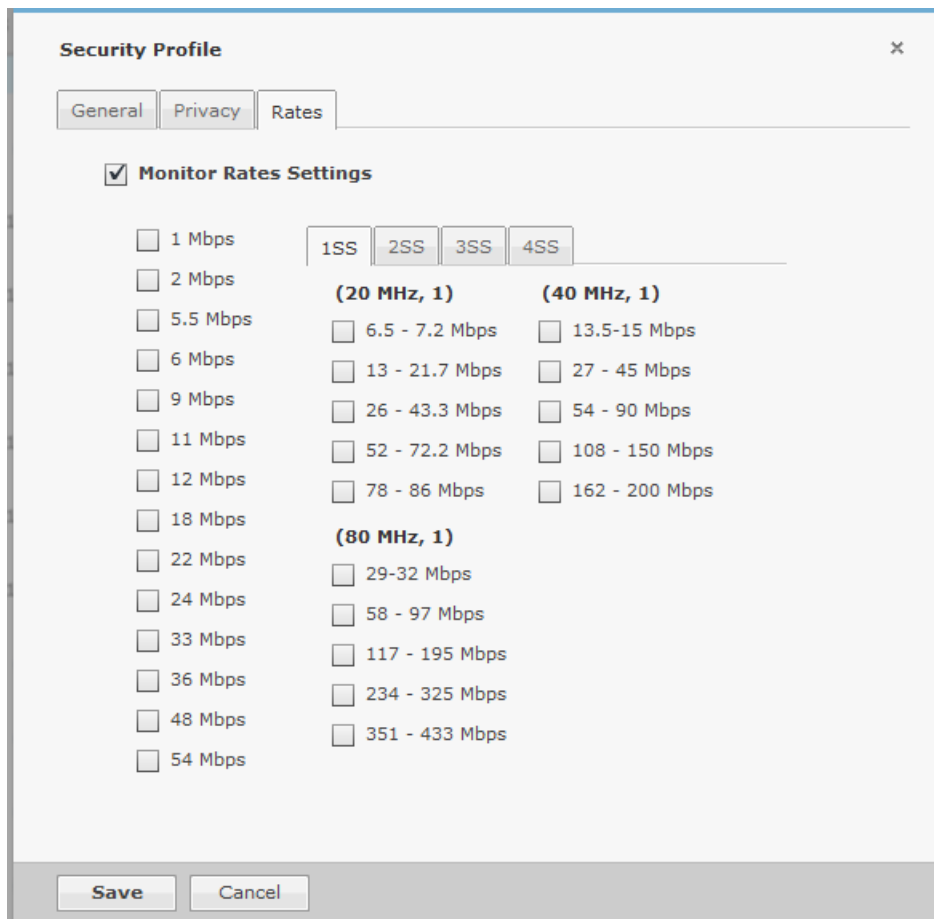 Security Profile
×
General Privacy Rates
Monitor Rates Settings
1 Mbps
2 Mbps
5.5 Mbps
6 Mbps
9 Mbps
11 Mbps
12 Mbps
18 Mbps
22 Mbps
24 Mbps
33 Mbps
36 Mbps
48 Mbps
54 Mbps
1SS 2SS 3SS 4SS
(20 MHz, 1)
6.5 - 7.2 Mbps
13 - 21.7 Mbps
26 - 43.3 Mbps
52 - 72.2 Mbps
78 - 86 Mbps
(40 MHz, 1)
13.5-15 Mbps
27 - 45 Mbps
54 - 90 Mbps
108 - 150 Mbps
162 - 200 Mbps
(80 MHz, 1)
29-32 Mbps
58 - 97 Mbps
117 - 195 Mbps
234 - 325 Mbps
351 - 433 Mbps
Save Cancel